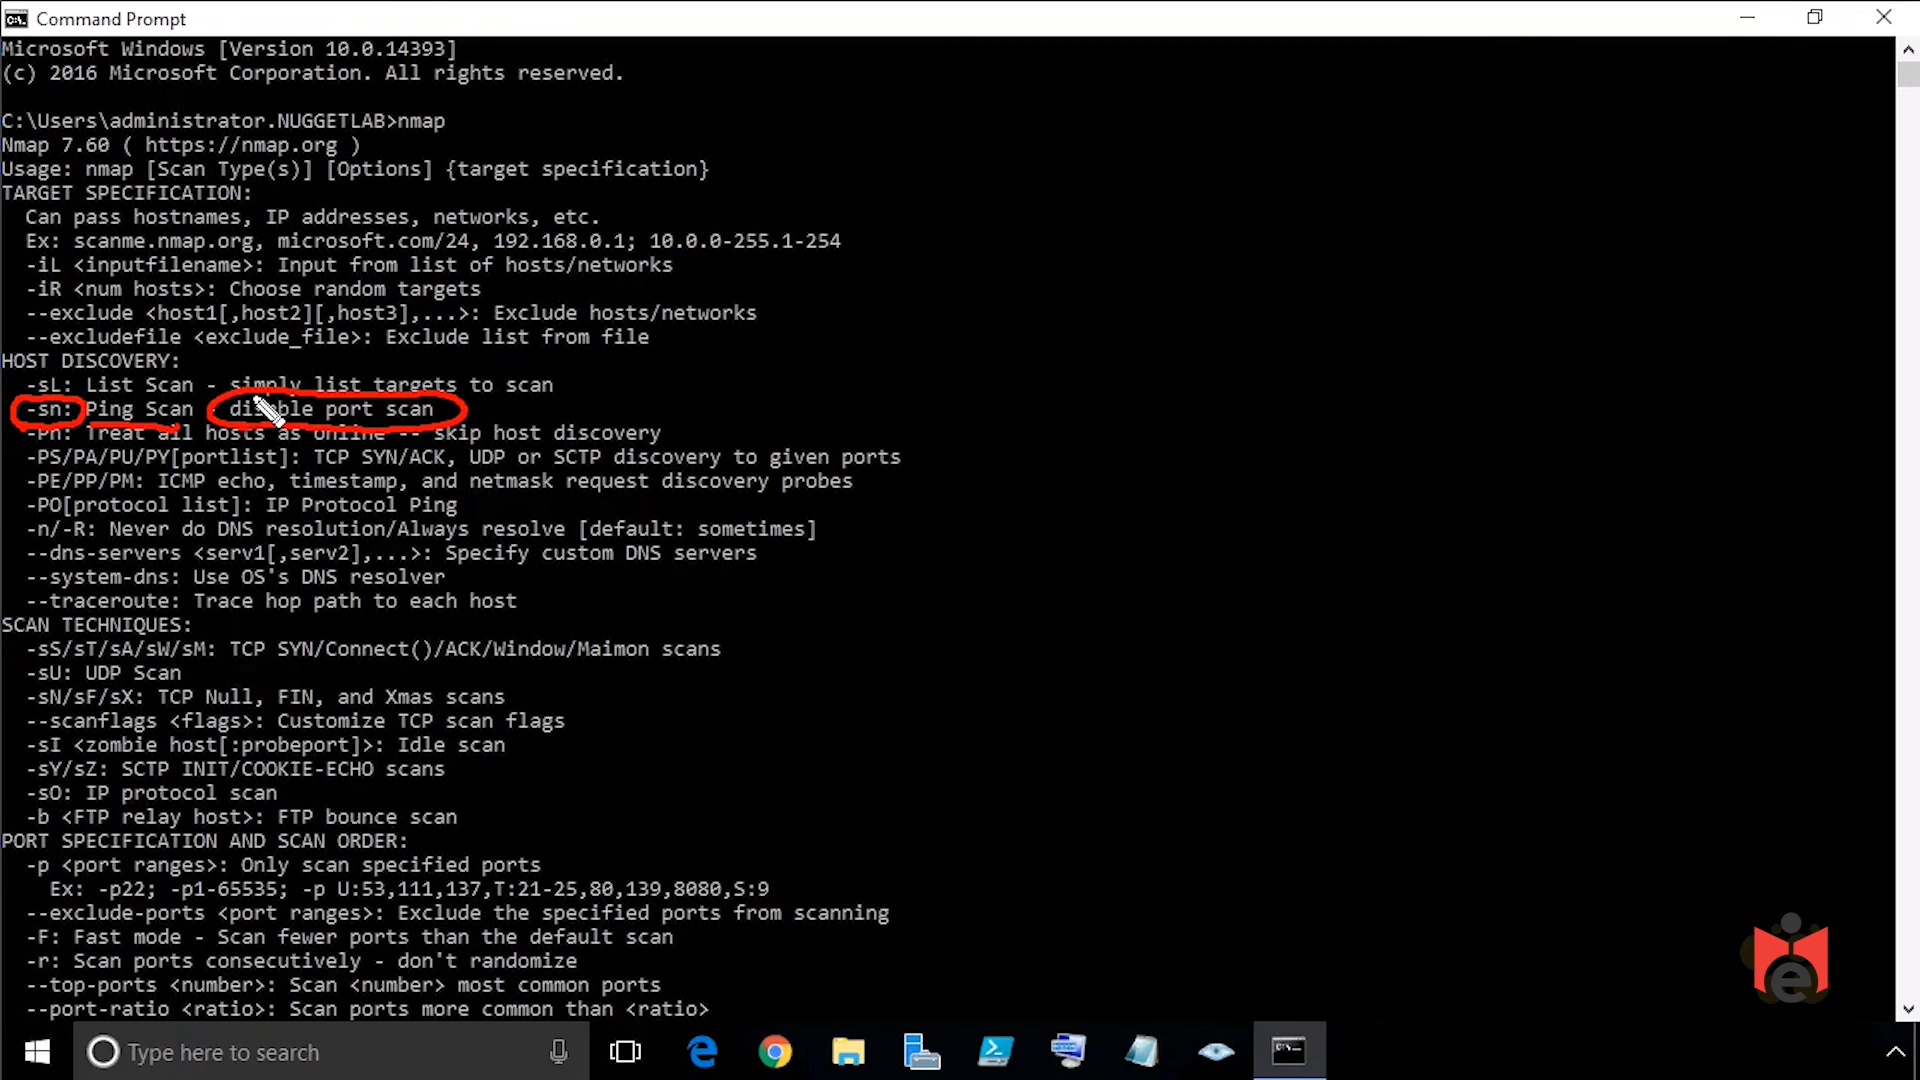 Command Prompt
Microsoft Windows [Version 10.0.14393]
(c) 2016 Microsoft Corporation. All rights reserved.
C:\Users\administrator.NUGGETLAB>nmap
Nmap 7.60 ( https://nmap.org )
Usage: nmap [Scan Type(s)] [Options] {target specification}
TARGET SPECIFICATION:
  Can pass hostnames, IP addresses, networks, etc.
  Ex: scanme.nmap.org, microsoft.com/24, 192.168.0.1; 10.0.0-255.1-254
  -iL <inputfilename>: Input from list of hosts/networks
  -iR <num hosts>: Choose random targets
  --exclude <host1[,host2][,host3],...>: Exclude hosts/networks
  --excludefile <exclude_file>: Exclude list from file
HOST DISCOVERY:
  -sL: List Scan - simply list targets to scan
  -sn: Ping Scan - disable port scan
  -Pn: Treat all hosts as online -- skip host discovery
  -PS/PA/PU/PY[portlist]: TCP SYN/ACK, UDP or SCTP discovery to given ports
  -PE/PP/PM: ICMP echo, timestamp, and netmask request discovery probes
  -PO[protocol list]: IP Protocol Ping
  -n/-R: Never do DNS resolution/Always resolve [default: sometimes]
  --dns-servers <serv1[,serv2],...>: Specify custom DNS servers
  --system-dns: Use OS's DNS resolver
  --traceroute: Trace hop path to each host
SCAN TECHNIQUES:
  -sS/sT/sA/sW/sM: TCP SYN/Connect()/ACK/Window/Maimon scans
  -sU: UDP Scan
  -sN/sF/sX: TCP Null, FIN, and Xmas scans
  --scanflags <flags>: Customize TCP scan flags
  -sI <zombie host[:probeport]>: Idle scan
  -sY/sZ: SCTP INIT/COOKIE-ECHO scans
  -sO: IP protocol scan
  -b <FTP relay host>: FTP bounce scan
PORT SPECIFICATION AND SCAN ORDER:
  -p <port ranges>: Only scan specified ports
    Ex: -p22; -p1-65535; -p U:53,111,137,T:21-25,80,139,8080,S:9
  --exclude-ports <port ranges>: Exclude the specified ports from scanning
  -F: Fast mode - Scan fewer ports than the default scan
  -r: Scan ports consecutively - don't randomize
  --top-ports <number>: Scan <number> most common ports
  --port-ratio <ratio>: Scan ports more common than <ratio>
Type here to search